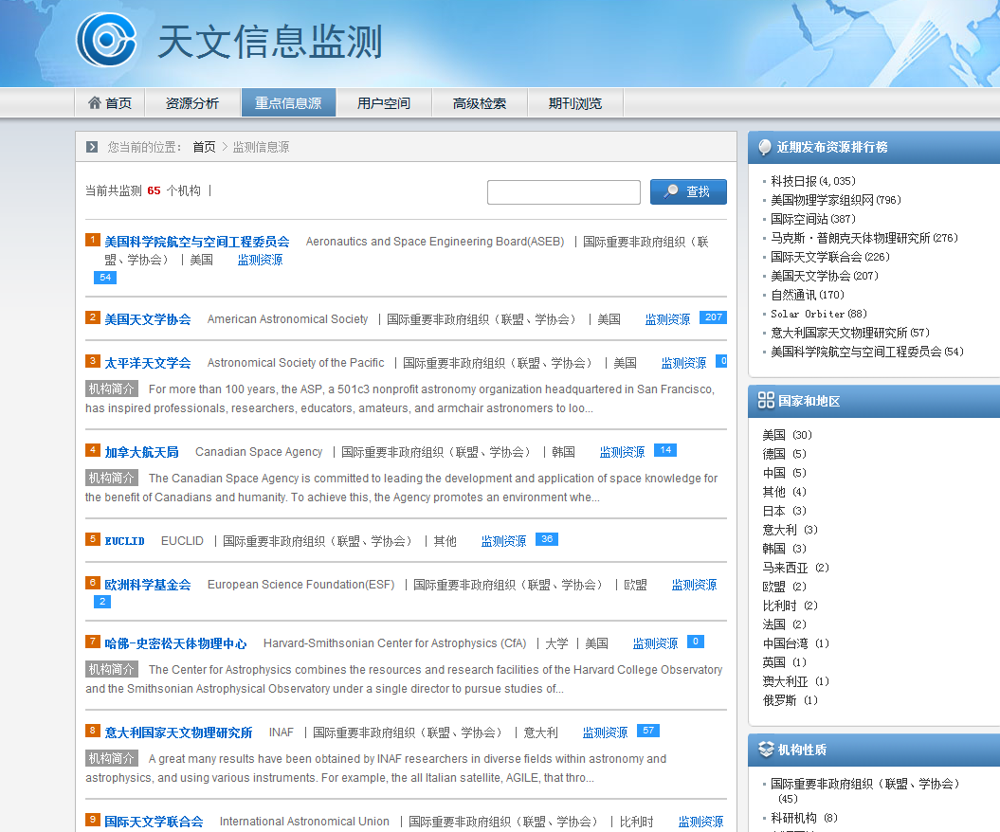 天文信息监测
首页 资源分析 重点信息源 用户空间 高级检索 期刊浏览
您当前的位置： 首页 > 监测信息源
当前共监测 65 个机构 |
查找
1 美国科学院航空与空间工程委员会 Aeronautics and Space Engineering Board(ASEB) | 国际重要非政府组织（联
盟、学协会） | 美国 监测资源
54
2 美国天文学协会 American Astronomical Society | 国际重要非政府组织（联盟、学协会） | 美国 监测资源 207
3 太平洋天文学会 Astronomical Society of the Pacific | 国际重要非政府组织（联盟、学协会） | 美国 监测资源 0
机构简介 For more than 100 years, the ASP, a 501c3 nonprofit astronomy organization headquartered in San Francisco,
has inspired professionals, researchers, educators, amateurs, and armchair astronomers to loo...
4 加拿大航天局 Canadian Space Agency | 国际重要非政府组织（联盟、学协会） | 韩国 监测资源 14
机构简介 The Canadian Space Agency is committed to leading the development and application of space knowledge for
the benefit of Canadians and humanity. To achieve this, the Agency promotes an environment whe...
5 EUCLID EUCLID | 国际重要非政府组织（联盟、学协会） | 其他 监测资源 36
6 欧洲科学基金会 European Science Foundation(ESF) | 国际重要非政府组织（联盟、学协会） | 欧盟 监测资源
2
7 哈佛-史密松天体物理中心 Harvard-Smithsonian Center for Astrophysics (CfA) | 大学 | 美国 监测资源 0
机构简介 The Center for Astrophysics combines the resources and research facilities of the Harvard College Observatory
and the Smithsonian Astrophysical Observatory under a single director to pursue studies of...
8 意大利国家天文物理研究所 INAF | 国际重要非政府组织（联盟、学协会） | 意大利 监测资源 57
机构简介 A great many results have been obtained by INAF researchers in diverse fields within astronomy and
astrophysics, and using various instruments. For example, the all Italian satellite, AGILE, that thro...
9 国际天文学联合会 International Astronomical Union | 国际重要非政府组织（联盟、学协会） | 比利时 监测资源
近期发布资源排行榜
科技日报(4,035)
美国物理学家组织网(796)
国际空间站(387)
马克斯·普朗克天体物理研究所(276)
国际天文学联合会(226)
美国天文学协会(207)
自然通讯(170)
Solar Orbiter(88)
意大利国家天文物理研究所(57)
美国科学院航空与空间工程委员会(54)
国家和地区
美国 (30)
德国 (5)
中国 (5)
其他 (4)
日本 (3)
意大利 (3)
韩国 (3)
马来西亚 (2)
欧盟 (2)
比利时 (2)
法国 (2)
中国台湾 (1)
英国 (1)
澳大利亚 (1)
俄罗斯 (1)
机构性质
国际重要非政府组织（联盟、学协会）
(45)
科研机构 (8)